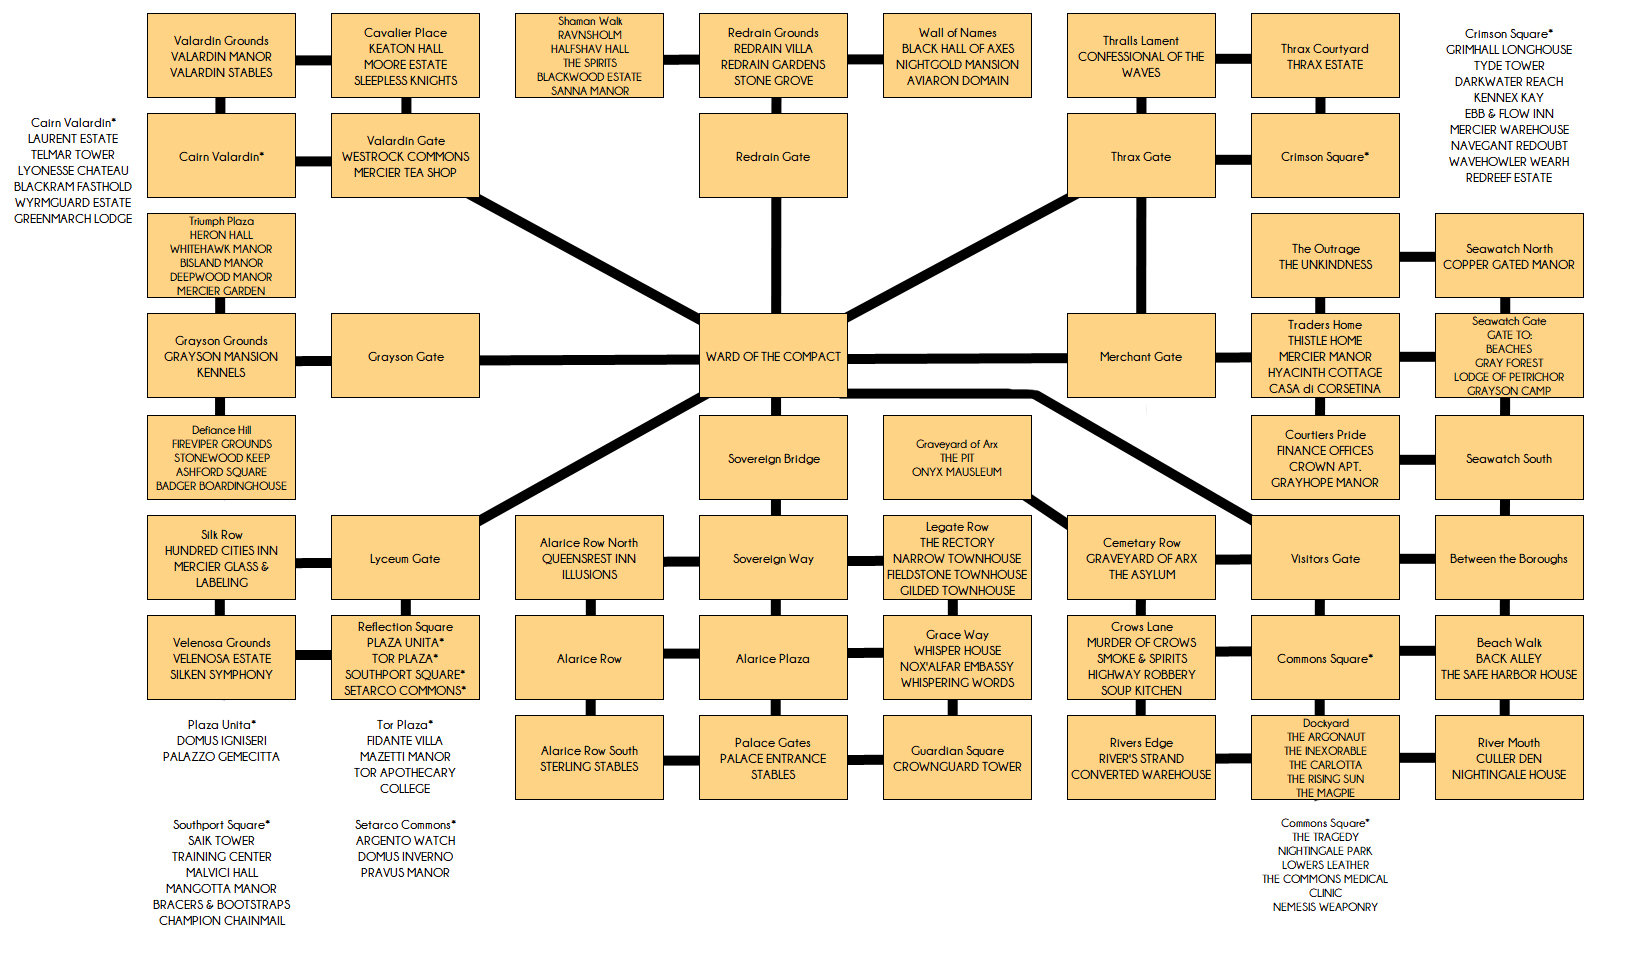 Valardin Grounds
VALARDIN MANOR
VALARDIN STABLES
Cavalier Place
KEATON HALL
MOORE ESTATE
SLEEPLESS KNIGHTS
Shaman Walk
RAVNSHOLM
HALFSHAV HALL
THE SPIRITS
BLACKWOOD ESTATE
SANNA MANOR
Redrain Grounds
REDRAIN VILLA
REDRAIN GARDENS
STONE GROVE
Wall of Names
BLACK HALL OF AXES
NIGHTGOLD MANSION
AVIARON DOMAIN
Thralls Lament
CONFESSIONAL OF THE
WAVES
Thrax Courtyard
THRAX ESTATE
Crimson Square*
GRIMHALL LONGHOUSE
TYDE TOWER
DARKWATER REACH
KENNEX KAY
EBB & FLOW INN
MERCIER WAREHOUSE
NAVEGANT REDOUBT
WAVEHOWLER WEARH
REDREEF ESTATE
Cairn Valardin*
LAURENT ESTATE
TELMAR TOWER
LYONESSE CHATEAU
BLACKRAM FASTHOLD
WYRMGUARD ESTATE
GREENMARCH LODGE
Cairn Valardin*
Valardin Gate
WESTROCK COMMONS
MERCIER TEA SHOP
Redrain Gate
Thrax Gate
Crimson Square*
Triumph Plaza
HERON HALL
WHITEHAWK MANOR
BISLAND MANOR
DEEPWOOD MANOR
MERCIER GARDEN
The Outrage
THE UNKINDNESS
Seawatch North
COPPER GATED MANOR
Grayson Grounds
GRAYSON MANSION
KENNELS
Grayson Gate
WARD OF THE COMPACT
Merchant Gate
Traders Home
THISTLE HOME
MERCIER MANOR
HYACINTH COTTAGE
CASA di CORSETINA
Seawatch Gate
GATE TO:
BEACHES
GRAY FOREST
LODGE OF PETRICHOR
GRAYSON CAMP
Defiance Hill
FIREVIPER GROUNDS
STONEWOOD KEEP
ASHFORD SQUARE
BADGER BOARDINGHOUSE
Sovereign Bridge
Graveyard of Arx
THE PIT
ONYX MAUSLEUM
Courtiers Pride
FINANCE OFFICES
CROWN APT.
GRAYHOPE MANOR
Seawatch South
Silk Row
HUNDRED CITIES INN
MERCIER GLASS &
LABELING
Lyceum Gate
Alarice Row North
QUEENSREST INN
ILLUSIONS
Sovereign Way
Legate Row
THE RECTORY
NARROW TOWNHOUSE
FIELDSTONE TOWNHOUSE
GILDED TOWNHOUSE
Cemetary Row
GRAVEYARD OF ARX
THE ASYLUM
Visitors Gate
Between the Boroughs
Velenosa Grounds
VELENOSA ESTATE
SILKEN SYMPHONY
Reflection Square
PLAZA UNITA*
TOR PLAZA*
SOUTHPORT SQUARE*
SETARCO COMMONS*
Alarice Row
Alarice Plaza
Grace Way
WHISPER HOUSE
NOX'ALFAR EMBASSY
WHISPERING WORDS
Crows Lane
MURDER OF CROWS
SMOKE & SPIRITS
HIGHWAY ROBBERY
SOUP KITCHEN
Commons Square*
Beach Walk
BACK ALLEY
THE SAFE HARBOR HOUSE
Plaza Unita*
DOMUS IGNISERI
PALAZZO GEMECITTA
Tor Plaza*
FIDANTE VILLA
MAZETTI MANOR
TOR APOTHECARY
COLLEGE
Alarice Row South
STERLING STABLES
Palace Gates
PALACE ENTRANCE
STABLES
Guardian Square
CROWNGUARD TOWER
Rivers Edge
RIVER'S STRAND
CONVERTED WAREHOUSE
Dockyard
THE ARGONAUT
THE INEXORABLE
THE CARLOTTA
THE RISING SUN
THE MAGPIE
River Mouth
CULLER DEN
NIGHTINGALE HOUSE
Southport Square*
SAIK TOWER
TRAINING CENTER
MALVICI HALL
MANGOTTA MANOR
BRACERS & BOOTSTRAPS
CHAMPION CHAINMAIL
Setarco Commons*
ARGENTO WATCH
DOMUS INVERNO
PRAVUS MANOR
Commons Square*
THE TRAGEDY
NIGHTINGALE PARK
LOWERS LEATHER
THE COMMONS MEDICAL
CLINIC
NEMESIS WEAPONRY